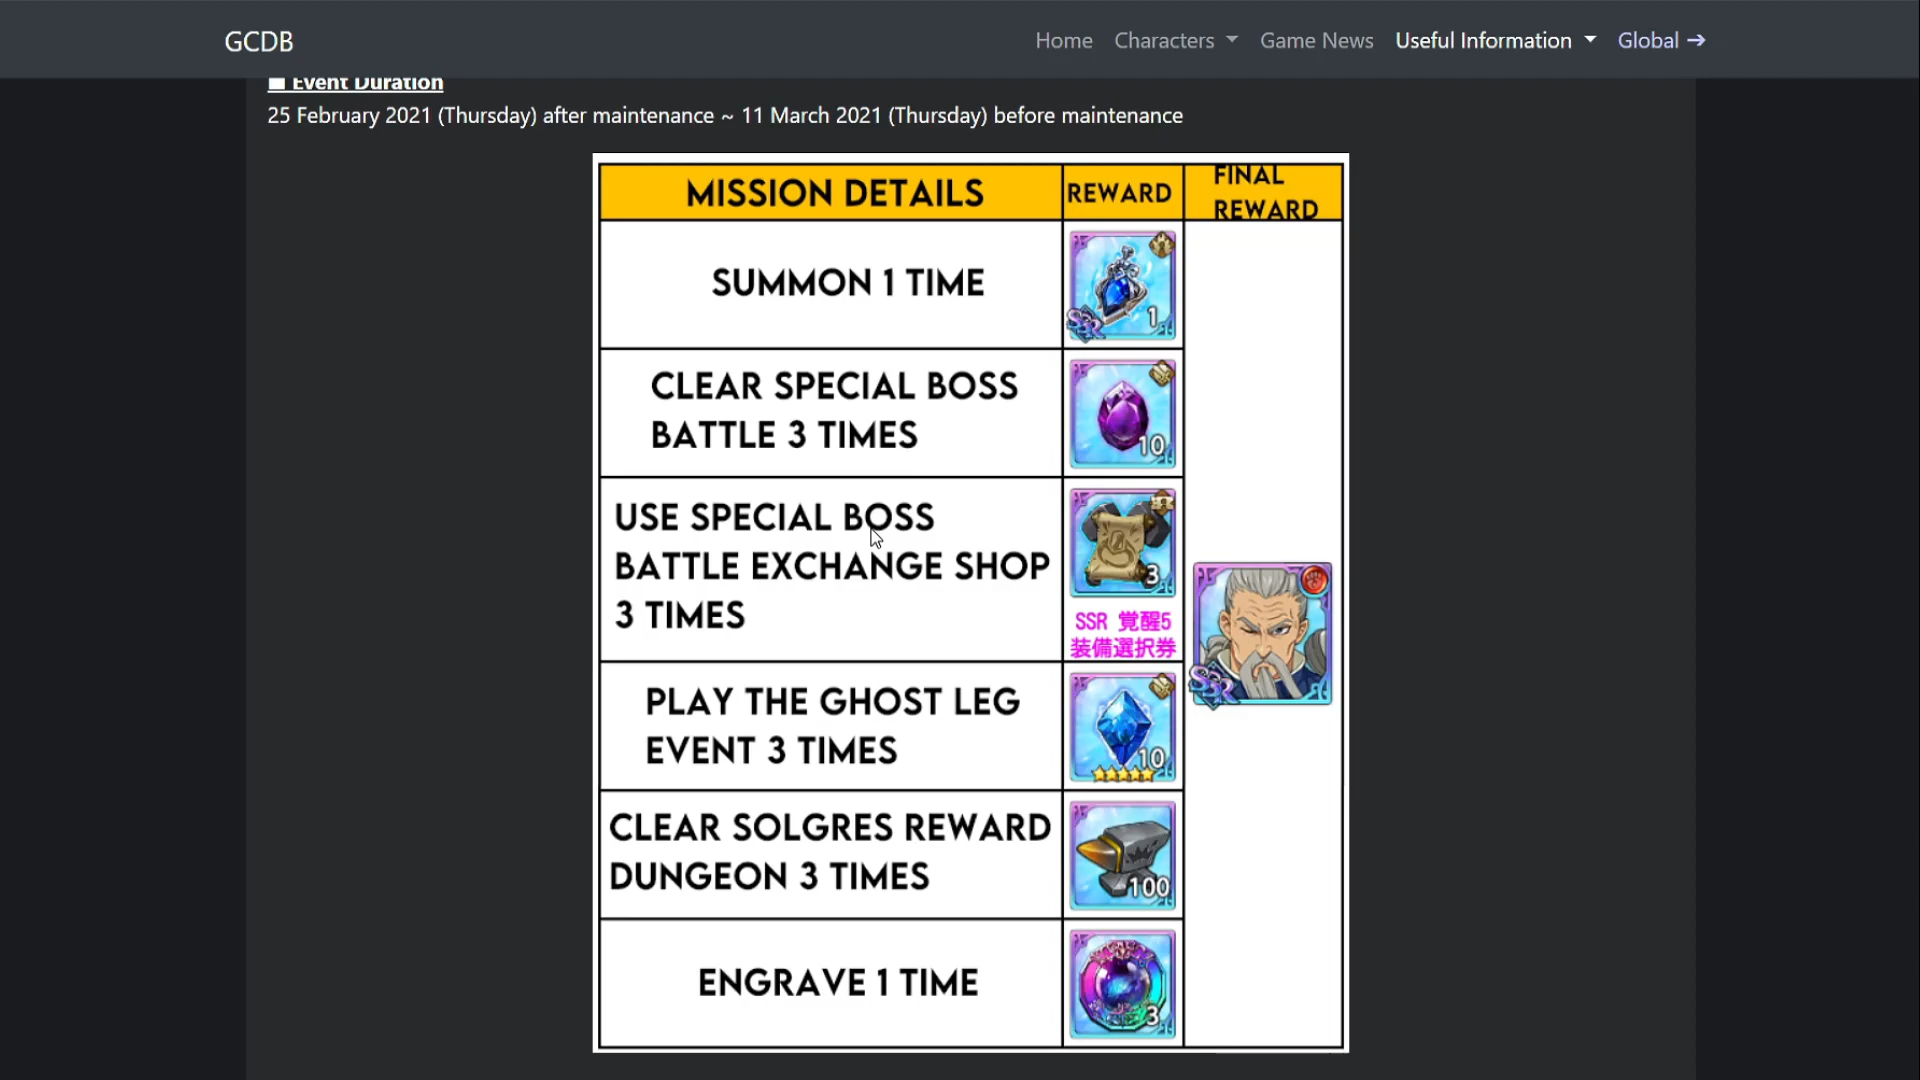 GCDB
Home
Characters
Game News
Useful Information
Global →
■ Event Duration
25 February 2021 (Thursday) after maintenance ~ 11 March 2021 (Thursday) before maintenance
MISSION DETAILS
REWARD
FINAL
REWARD
SUMMON 1 TIME
SSR
1
CLEAR SPECIAL BOSS
BATTLE 3 TIMES
10
USE SPECIAL BOSS
BATTLE EXCHANGE SHOP
3 TIMES
3
SSR 覚醒5
装備選択券
SSR
PLAY THE GHOST LEG
EVENT 3 TIMES
10
CLEAR SOLGRES REWARD
DUNGEON 3 TIMES
100
ENGRAVE 1 TIME
3